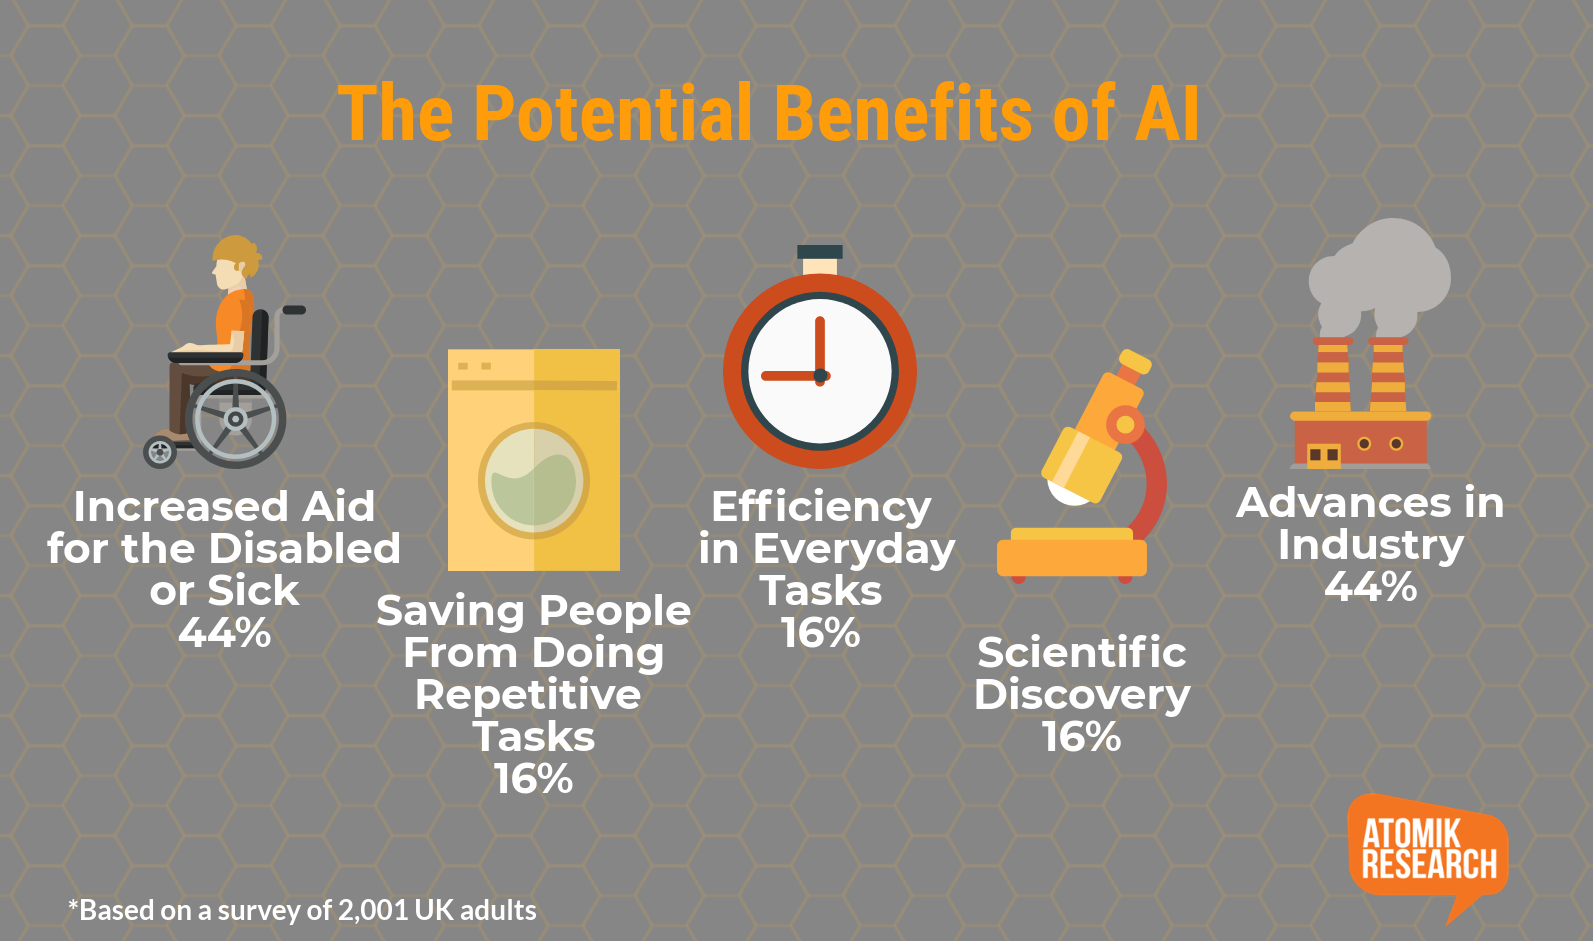 The Potential Benefits of AI
Increased Aid
for the Disabled
or Sick
44%
Saving People
From Doing
Repetitive
Tasks
16%
Efficiency
in Everyday
Tasks
16%
Scientific
Discovery
16%
Advances in
Industry
44%
ATOMIK
RESEARCH
*Based on a survey of 2,001 UK adults